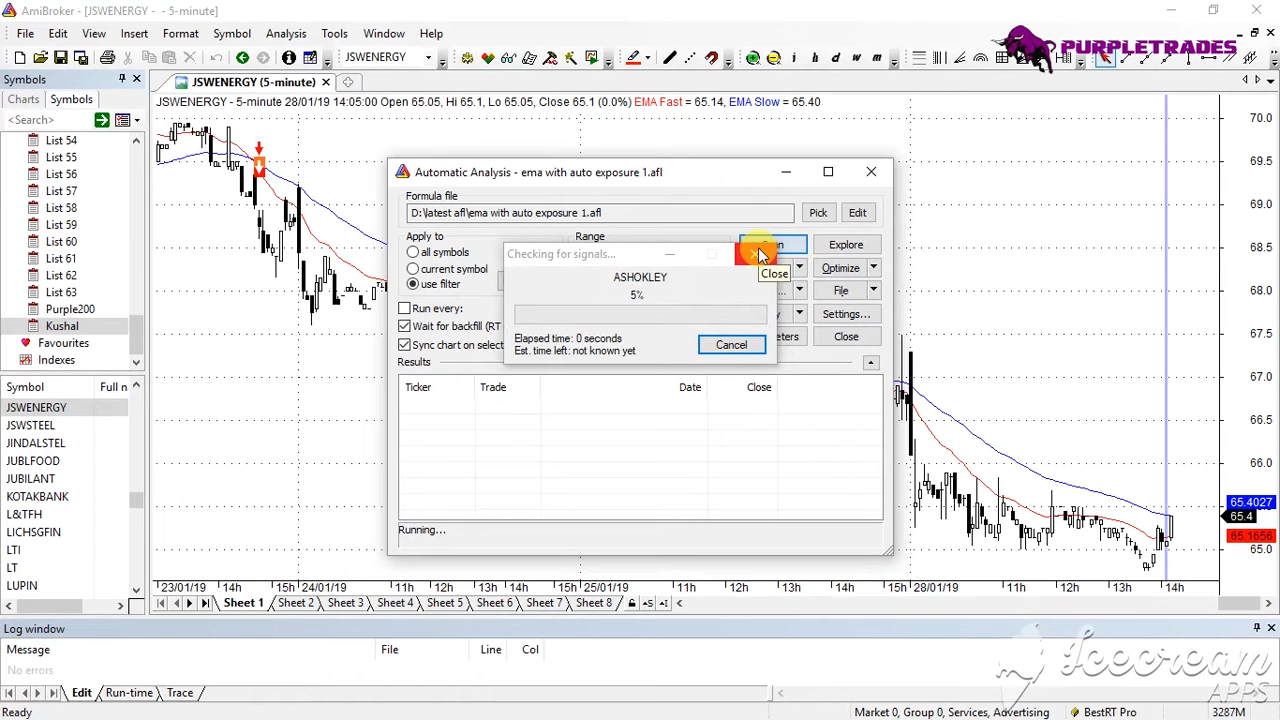 AmiBroker - [JSWENERGY - - 5-minute]
File Edit View Insert Format Symbol Analysis Tools Window Help
PURPLETRADES
JSWENERGY
Symbols
JSWENERGY (5-minute)
Charts Symbols
JSWENERGY - 5-minute 28/01/19 14:05:00 Open 65.05, Hi 65.1, Lo 65.05, Close 65.1 (0.0%) EMA Fast = 65.14, EMA Slow = 65.40
<Search>
List 54
List 55
List 56
List 57
List 58
List 59
List 60
List 61
List 62
List 63
Purple200
Kushal
Favourites
Indexes
Symbol Full n
JSWENERGY
JSWSTEEL
JINDALSTEL
JUBLFOOD
JUBILANT
KOTAKBANK
L&TFH
LICHSGFIN
LTI
LT
LUPIN
Automatic Analysis - ema with auto exposure 1.afl
Formula file
D:\latest afl\ema with auto exposure 1.afl
Pick Edit
Apply to
all symbols
current symbol
use filter
Range
Explore
Optimize
File
Settings...
Close
Run every:
Wait for backfill (RT
Sync chart on select
Checking for signals...
Close
ASHOKLEY
5%
Elapsed time: 0 seconds
Est. time left: not known yet
Cancel
Results
Ticker Trade Date Close
Running...
70.0
69.5
69.0
68.5
68.0
67.5
67.0
66.5
66.0
65.4027
65.4
65.1656
65.0
23/01/19 14h 15h 24/01/19 11h 12h 13h 14h 15h 25/01/19 11h 12h 13h 14h 15h 28/01/19 11h 12h 13h 14h
Sheet 1 Sheet 2 Sheet 3 Sheet 4 Sheet 5 Sheet 6 Sheet 7 Sheet 8
Log window
Message File Line Col
No errors
Edit Run-time Trace
Icecream
APPS
Ready
Market 0, Group 0, Services, Advertising
BestRT Pro
3287M